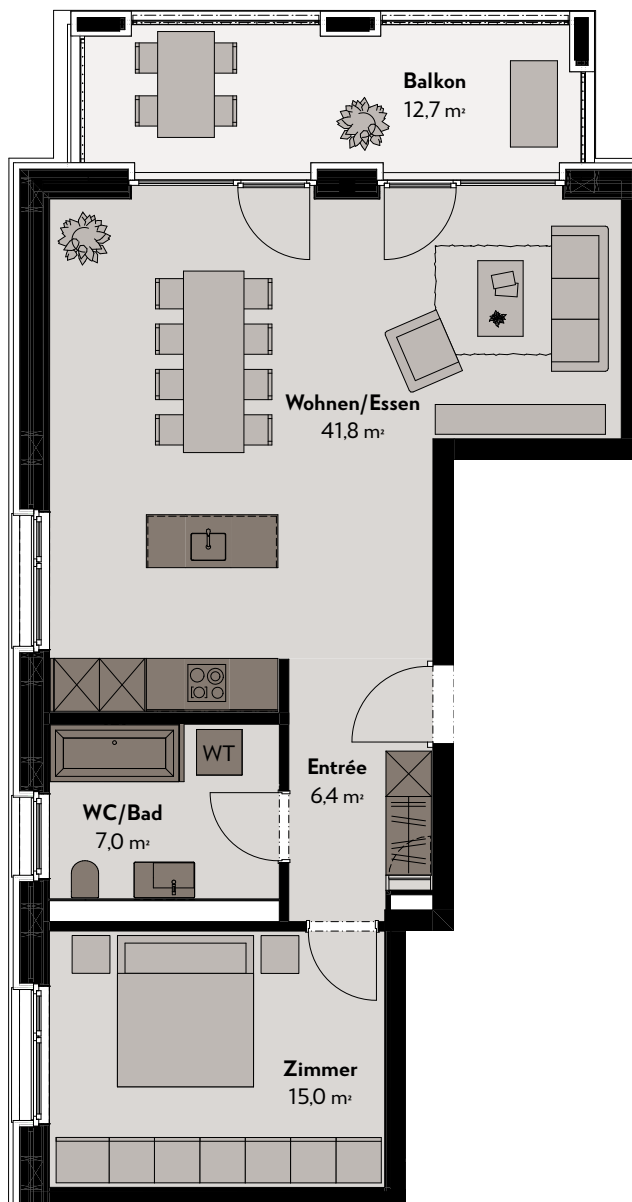 Balkon
12,7 m²
Wohnen/Essen
41,8 m²
WT
Entrée
6,4 m²
WC/Bad
7,0 m²
Zimmer
15,0 m²